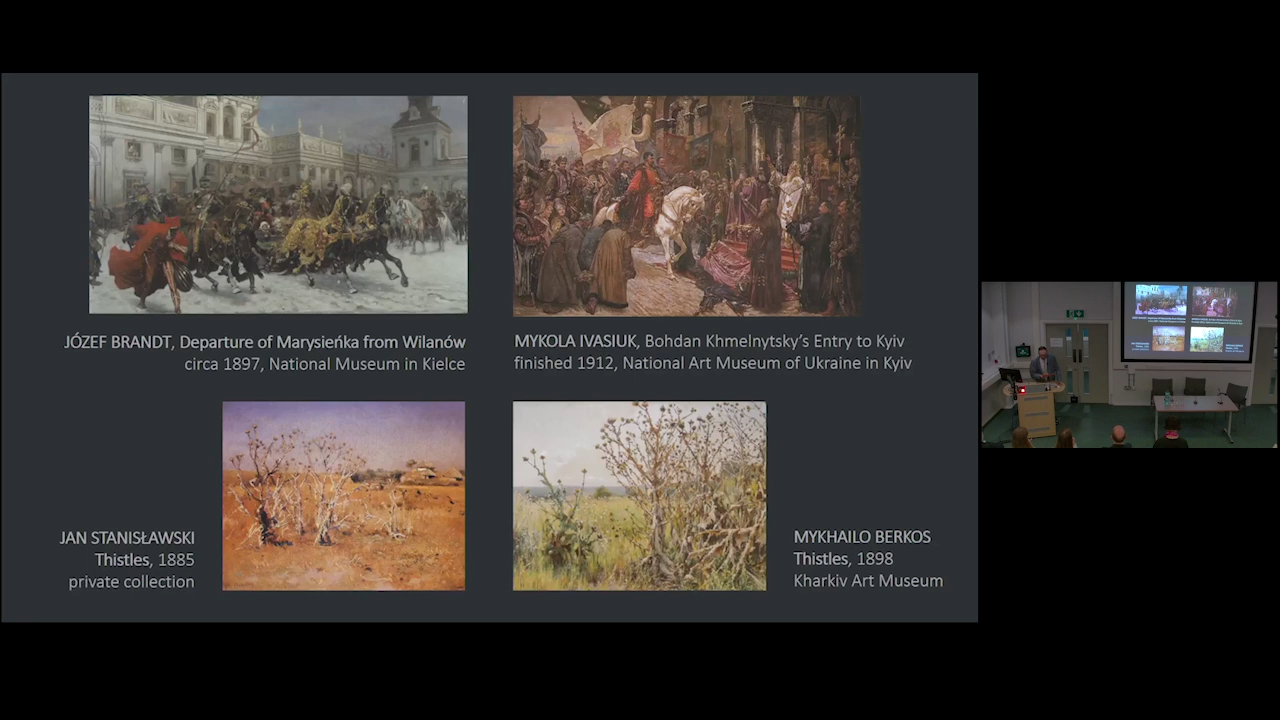 JÓZEF BRANDT, Departure of Marysieńka from Wilanów
circa 1897, National Museum in Kielce
MYKOLA IVASIUK, Bohdan Khmelnytsky's Entry to Kyiv
finished 1912, National Art Museum of Ukraine in Kyiv
JAN STANISŁAWSKI
Thistles, 1885
private collection
MYKHAILO BERKOS
Thistles, 1898
Kharkiv Art Museum